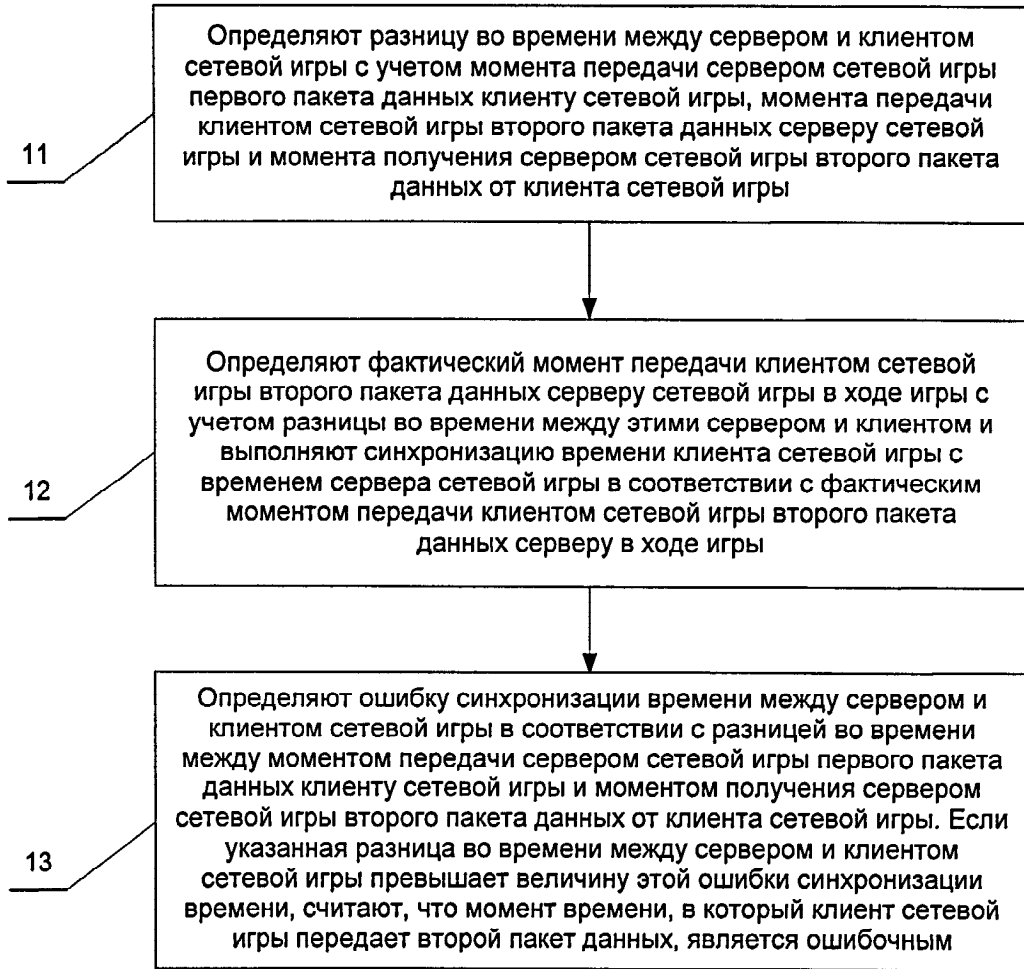 Определяют разницу во времени между сервером и клиентом
сетевой игры с учетом момента передачи сервером сетевой игры
первого пакета данных клиенту сетевой игры, момента передачи
клиентом сетевой игры второго пакета данных серверу сетевой
игры и момента получения сервером сетевой игры второго пакета
данных от клиента сетевой игры
11
Определяют фактический момент передачи клиентом сетевой
игры второго пакета данных серверу сетевой игры в ходе игры с
учетом разницы во времени между этими сервером и клиентом и
выполняют синхронизацию времени клиента сетевой игры с
временем сервера сетевой игры в соответствии с фактическим
моментом передачи клиентом сетевой игры второго пакета
данных серверу в ходе игры
12
Определяют ошибку синхронизации времени между сервером и
клиентом сетевой игры в соответствии с разницей во времени
между моментом передачи сервером сетевой игры первого пакета
данных клиенту сетевой игры и моментом получения сервером
сетевой игры второго пакета данных от клиента сетевой игры. Если
указанная разница во времени между сервером и клиентом
сетевой игры превышает величину этой ошибки синхронизации
времени, считают, что момент времени, в который клиент сетевой
игры передает второй пакет данных, является ошибочным
13